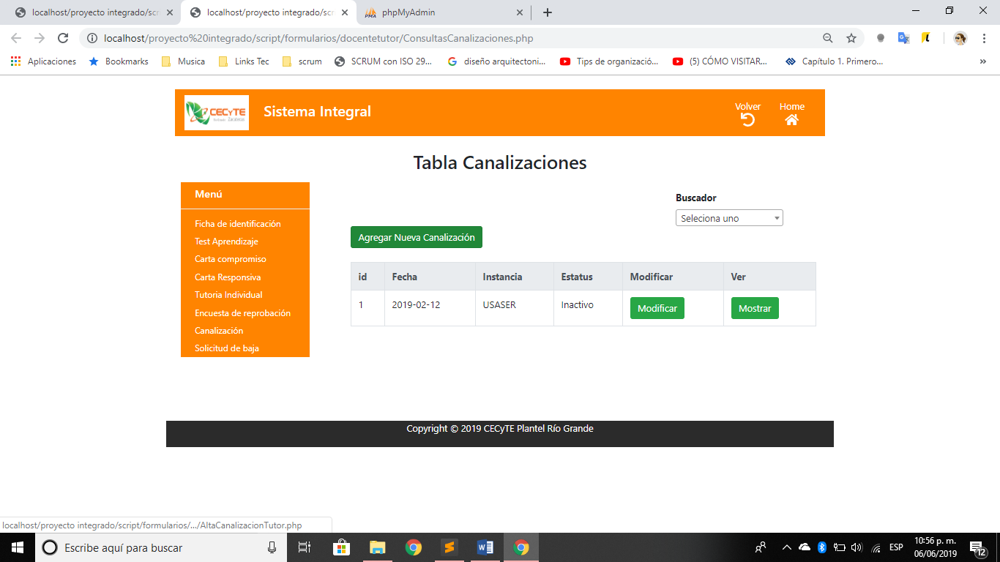 localhost/proyecto integrado/scr
localhost/proyecto integrado/scr
phpMyAdmin
localhost/proyecto%20integrado/script/formularios/docentetutor/ConsultasCanalizaciones.php
Aplicaciones
Bookmarks
Musica
Links Tec
scrum
SCRUM con ISO 29...
diseño arquitectoni...
Tips de organizació...
(5) CÓMO VISITAR...
Capítulo 1. Primero...
CECyTE
Sistema Integral
Volver
Home
Tabla Canalizaciones
Menú
Ficha de identificación
Test Aprendizaje
Carta compromiso
Carta Responsiva
Tutoria Individual
Encuesta de reprobación
Canalización
Solicitud de baja
Buscador
Seleciona uno
Agregar Nueva Canalización
id Fecha Instancia Estatus Modificar Ver
1 2019-02-12 USASER Inactivo Modificar Mostrar
Copyright © 2019 CECyTE Plantel Río Grande
localhost/proyecto integrado/script/formularios/.../AltaCanalizacionTutor.php
Escribe aquí para buscar
ESP
10:56 p. m.
06/06/2019
12